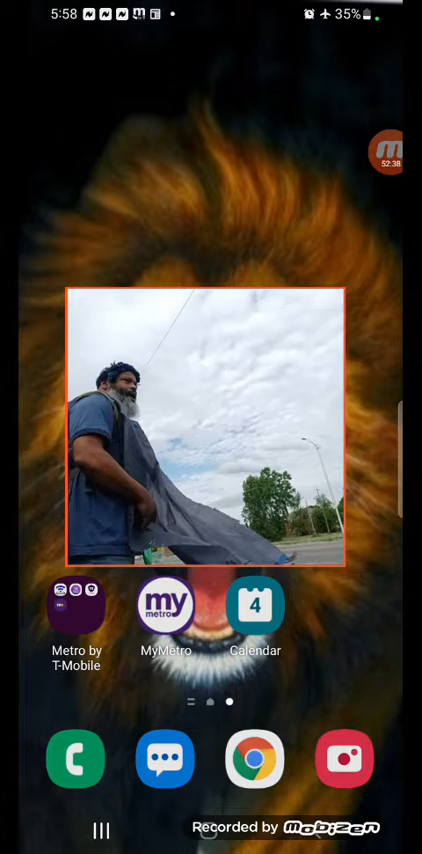 5:58
35%
52:38
my
metro
4
Metro by
T-Mobile
MyMetro
Calendar
Recorded by Mobizen